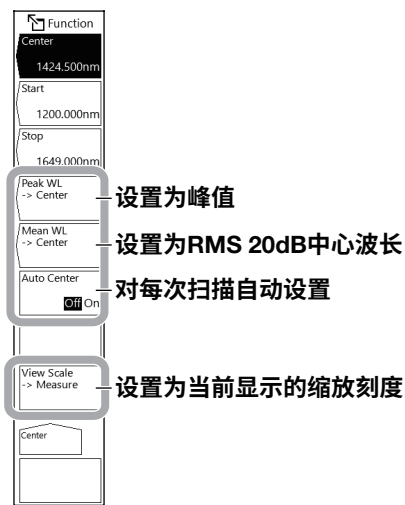 Function
Center
1424.500nm
Start
1200.000nm
Stop
1649.000nm
Peak WL
-> Center
设置为峰值
Mean WL
-> Center
设置为RMS 20dB中心波长
Auto Center
对每次扫描自动设置
Off On
View Scale
-> Measure
设置为当前显示的缩放刻度
Center